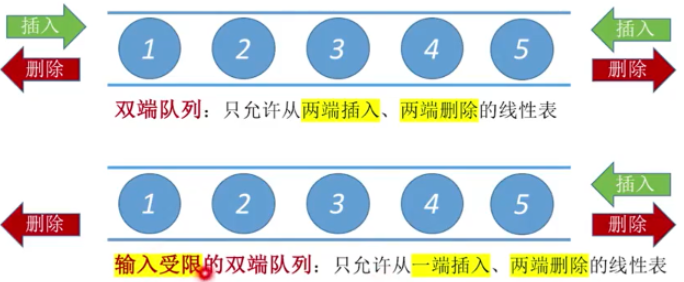 插入 插入
1 2 3 4 5
删除 删除
双端队列：只允许从两端插入、两端删除的线性表
插入
1 2 3 4 5
删除 删除
输入受限的双端队列：只允许从一端插入、两端删除的线性表